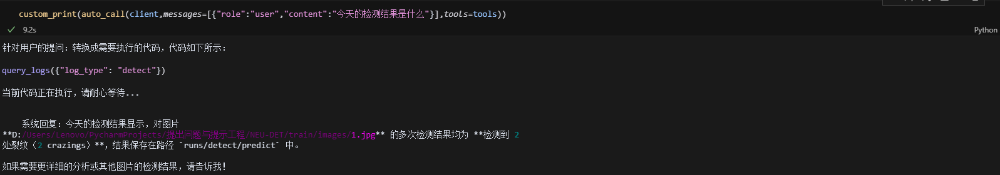 custom_print(auto_call(client,messages=[{"role":"user","content":"今天的检测结果是什么"}],tools=tools))
9.2s
Python
针对用户的提问：转换成需要执行的代码，代码如下所示：
query_logs({"log_type": "detect"})
当前代码正在执行，请耐心等待...
系统回复：今天的检测结果显示，对图片
**D:/Users/Lenovo/PycharmProjects/提出问题与提示工程/NEU-DET/train/images/1.jpg** 的多次检测结果均为 **检测到 2
处裂纹（2 crazings）**，结果保存在路径 `runs/detect/predict` 中。
如果需要更详细的分析或其他图片的检测结果，请告诉我！